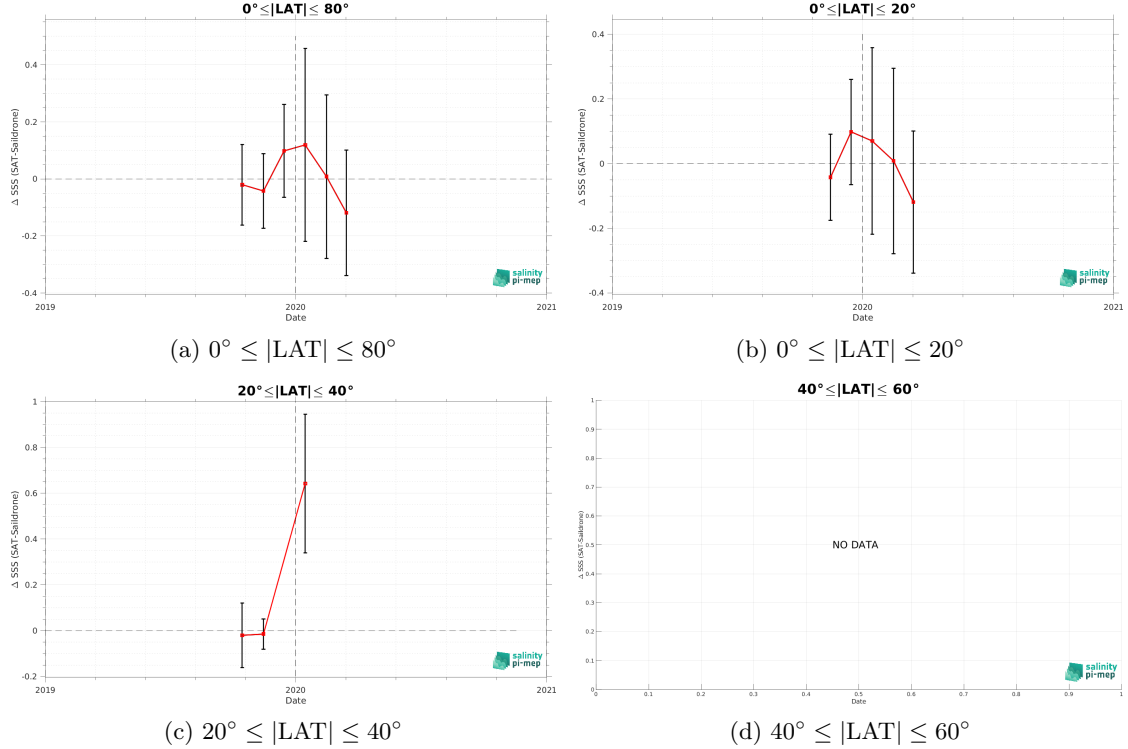 0°≤|LAT|≤ 80°
Δ SSS (SAT-Saildrone)
0.4
0.2
0
-0.2
-0.4
2019
2020
2021
Date
salinity
pi-mep
(a) 0° ≤ |LAT| ≤ 80°
0°≤|LAT|≤ 20°
Δ SSS (SAT-Saildrone)
0.4
0.2
0
-0.2
-0.4
2019
2020
2021
Date
salinity
pi-mep
(b) 0° ≤ |LAT| ≤ 20°
20°≤|LAT|≤ 40°
Δ SSS (SAT-Saildrone)
1
0.8
0.6
0.4
0.2
0
-0.2
2019
2020
2021
Date
salinity
pi-mep
(c) 20° ≤ |LAT| ≤ 40°
40°≤|LAT|≤ 60°
Δ SSS (SAT-Saildrone)
1
0.9
0.8
0.7
0.6
0.5
0.4
0.3
0.2
0.1
0
NO DATA
0 0.1 0.2 0.3 0.4 0.5 0.6 0.7 0.8 0.9 1
Date
salinity
pi-mep
(d) 40° ≤ |LAT| ≤ 60°